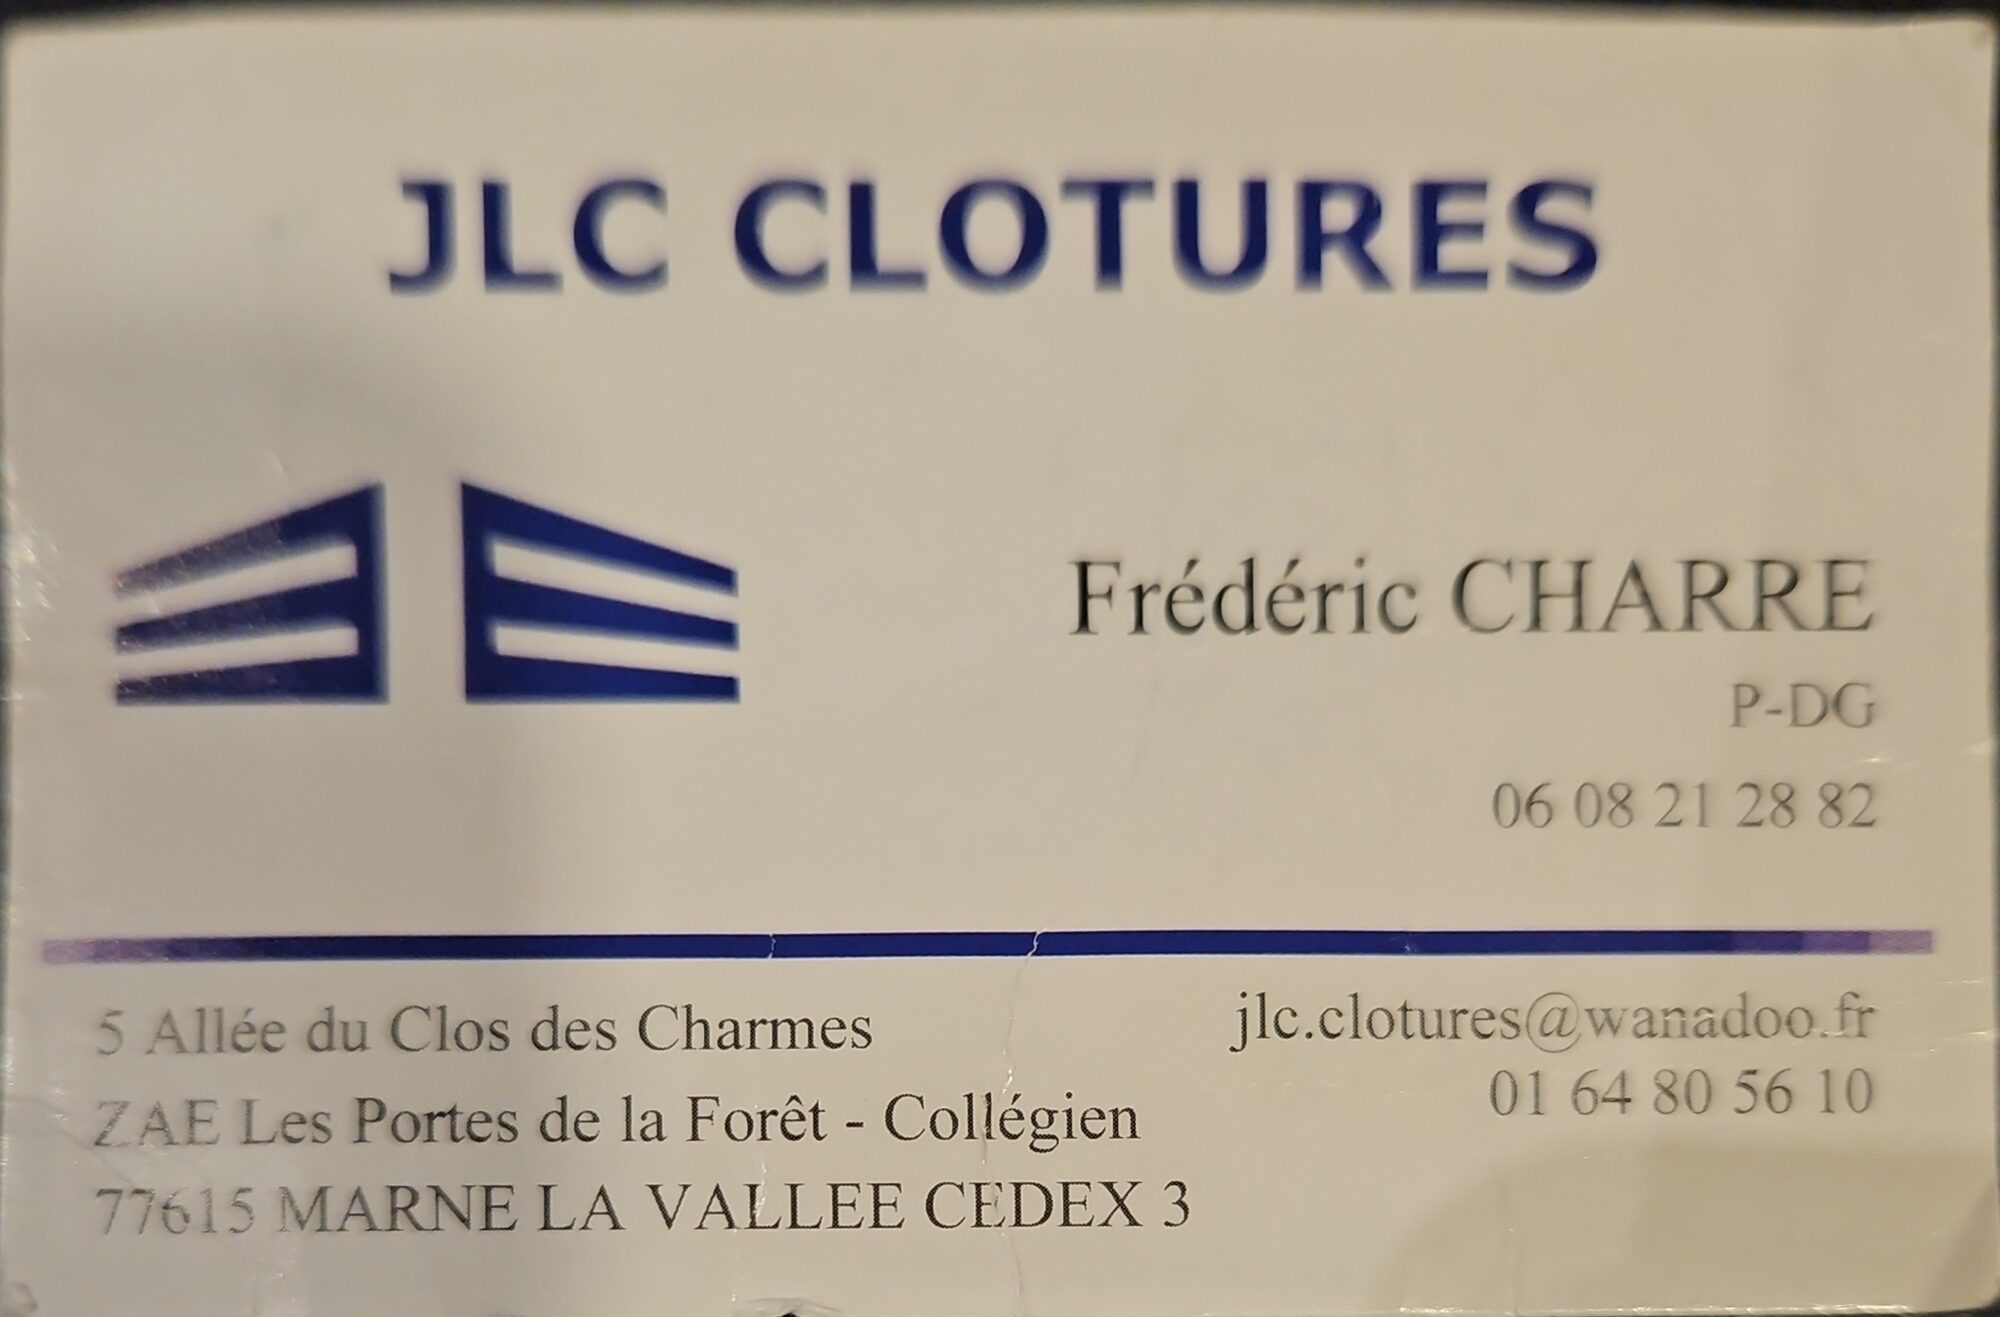 JLC CLOTURES
Frédéric CHARRE
P-DG
06 08 21 28 82
5 Allée du Clos des Charmes
ZAE Les Portes de la Forêt - Collégien
77615 MARNE LA VALLEE CEDEX 3
jlc.clotures@wanadoo.fr
01 64 80 56 10